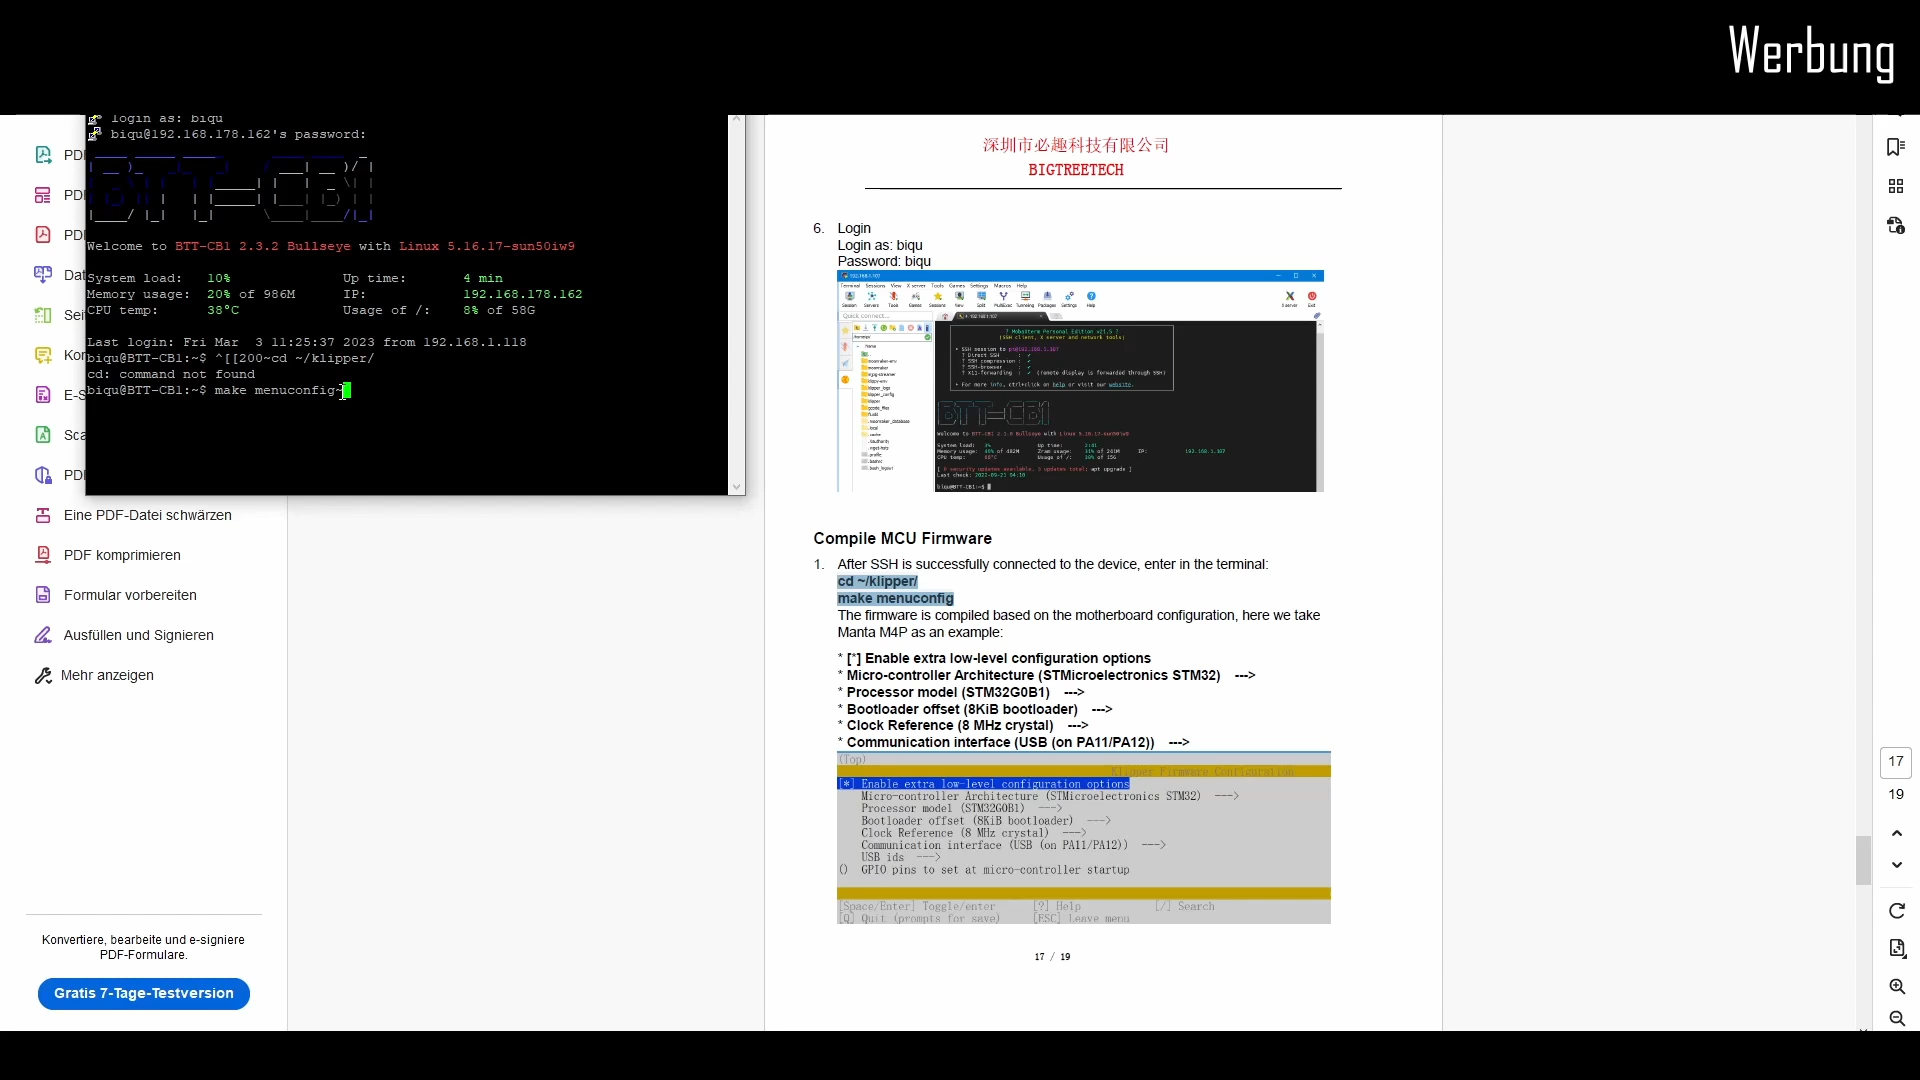 Werbung
login as: biqu
biqu@192.168.178.162's password:
Welcome to BTT-CB1 2.3.2 Bullseye with Linux 5.16.17-sun50iw9
System load: 10% Up time: 4 min
Memory usage: 20% of 986M IP: 192.168.178.162
CPU temp: 38°C Usage of /: 8% of 58G
Last login: Fri Mar 3 11:25:37 2023 from 192.168.1.118
biqu@BTT-CB1:~$ ^[[200~cd ~/klipper/
cd: command not found
biqu@BTT-CB1:~$ make menuconfig~
Eine PDF-Datei schwärzen
PDF komprimieren
Formular vorbereiten
Ausfüllen und Signieren
Mehr anzeigen
Konvertiere, bearbeite und e-signiere
PDF-Formulare.
Gratis 7-Tage-Testversion
深圳市必趣科技有限公司
BIGTREETECH
6. Login
Login as: biqu
Password: biqu
Compile MCU Firmware
1. After SSH is successfully connected to the device, enter in the terminal:
cd ~/klipper/
make menuconfig
The firmware is compiled based on the motherboard configuration, here we take
Manta M4P as an example:
* [*] Enable extra low-level configuration options
* Micro-controller Architecture (STMicroelectronics STM32) --->
* Processor model (STM32G0B1) --->
* Bootloader offset (8KiB bootloader) --->
* Clock Reference (8 MHz crystal) --->
* Communication interface (USB (on PA11/PA12)) --->
(Top)
Klipper Firmware Configuration
[*] Enable extra low-level configuration options
Micro-controller Architecture (STMicroelectronics STM32) --->
Processor model (STM32G0B1) --->
Bootloader offset (8KiB bootloader) --->
Clock Reference (8 MHz crystal) --->
Communication interface (USB (on PA11/PA12)) --->
USB ids --->
() GPIO pins to set at micro-controller startup
[Space/Enter] Toggle/enter [?] Help [/] Search
[Q] Quit (prompts for save) [ESC] Leave menu
17 / 19
17
19